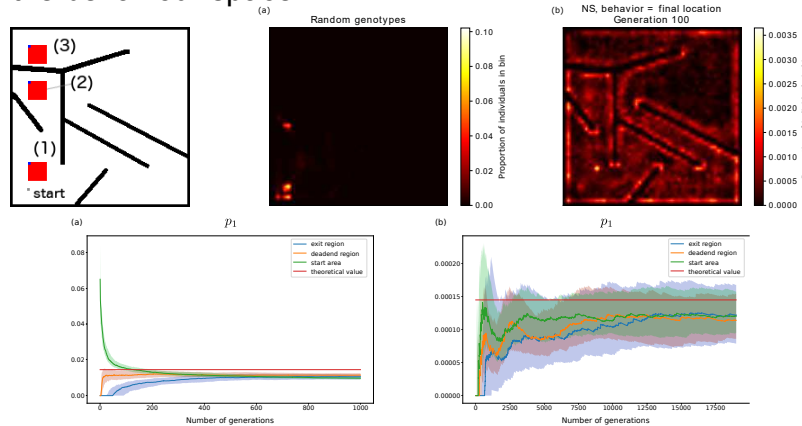 (3)
(2)
(1)
start
(a)
Random genotypes
0.10
0.08
0.06
0.04
0.02
0.00
Proportion of individuals in bin
(b)
NS, behavior = final location
Generation 100
0.0035
0.0030
0.0025
0.0020
0.0015
0.0010
0.0005
0.0000
(a)
p₁
exit region
deadend region
start area
theoretical value
0.08
0.06
0.04
0.02
0.00
0
200
400
600
800
1000
Number of generations
(b)
p₁
exit region
deadend region
start area
theoretical value
0.00020
0.00015
0.00010
0.00005
0.00000
0
2500
5000
7500
10000
12500
15000
17500
Number of generations